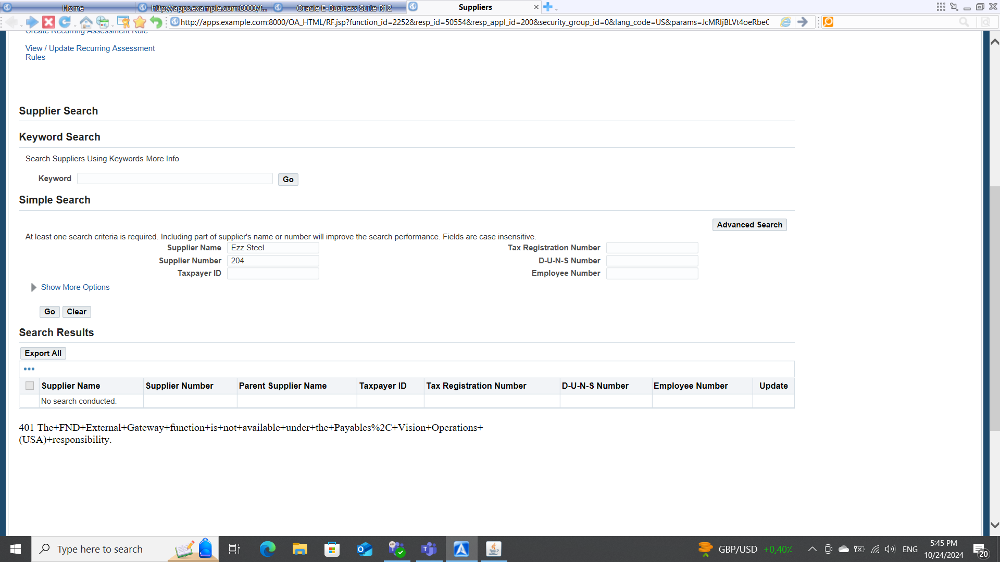 Home
http://apps.example.com:8000/f...
Oracle E-Business Suite R12
Suppliers
http://apps.example.com:8000/OA_HTML/RF.jsp?function_id=2252&resp_id=50554&resp_appl_id=200&security_group_id=0&lang_code=US&params=JcMRIjBLVt4oeRbeC
Create Recurring Assessment Rule
View / Update Recurring Assessment
Rules
Supplier Search
Keyword Search
Search Suppliers Using Keywords More Info
Keyword
Go
Simple Search
Advanced Search
At least one search criteria is required. Including part of supplier's name or number will improve the search performance. Fields are case insensitive.
Supplier Name Ezz Steel Tax Registration Number
Supplier Number 204 D-U-N-S Number
Taxpayer ID Employee Number
Show More Options
Go Clear
Search Results
Export All
Supplier Name Supplier Number Parent Supplier Name Taxpayer ID Tax Registration Number D-U-N-S Number Employee Number Update
No search conducted.
401 The+FND+External+Gateway+function+is+not+available+under+the+Payables%2C+Vision+Operations+
(USA)+responsibility.
Type here to search
GBP/USD +0,40%
ENG
5:45 PM
10/24/2024
20